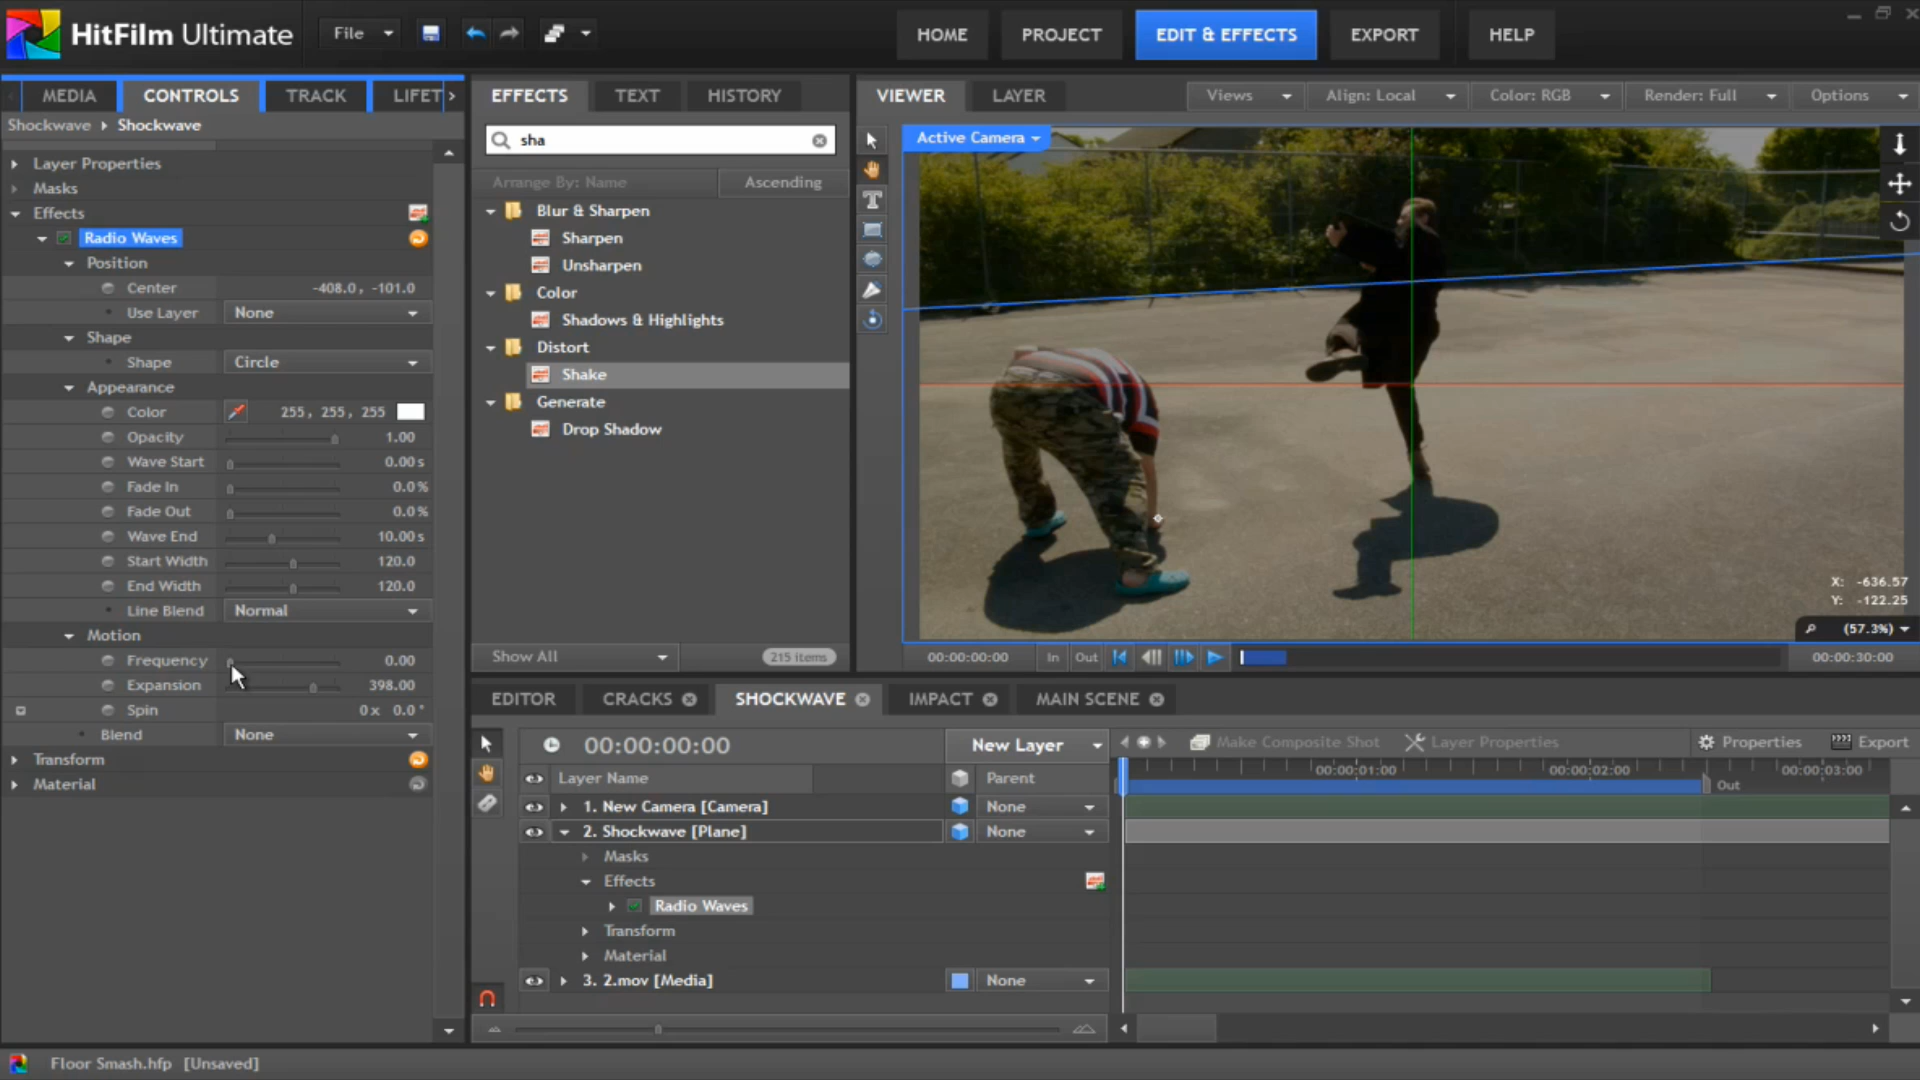 HitFilm Ultimate
File
HOME
PROJECT
EDIT & EFFECTS
EXPORT
HELP
MEDIA
CONTROLS
TRACK
LIFET
Shockwave
Shockwave
Layer Properties
Masks
Effects
Radio Waves
Position
Center -408.0, -101.0
Use Layer None
Shape
Shape Circle
Appearance
Color 255, 255, 255
Opacity 1.00
Wave Start 0.00s
Fade In 0.0%
Fade Out 0.0%
Wave End 10.00s
Start Width 120.0
End Width 120.0
Line Blend Normal
Motion
Frequency 0.00
Expansion 398.00
Spin 0x 0.0°
Blend None
Transform
Material
EFFECTS
TEXT
HISTORY
sha
Arrange By: Name
Ascending
Blur & Sharpen
Sharpen
Unsharpen
Color
Shadows & Highlights
Distort
Shake
Generate
Drop Shadow
Show All
215 items
VIEWER
LAYER
Views
Align: Local
Color: RGB
Render: Full
Options
Active Camera
X: -636.57
Y: -122.25
(57.3%)
00:00:00:00
In
Out
00:00:30:00
EDITOR
CRACKS
SHOCKWAVE
IMPACT
MAIN SCENE
00:00:00:00
New Layer
Make Composite Shot
Layer Properties
Properties
Export
Layer Name
Parent
00:00:01:00
00:00:02:00
00:00:03:00
Out
1. New Camera [Camera] None
2. Shockwave [Plane] None
Masks
Effects
Radio Waves
Transform
Material
3. 2.mov [Media] None
Floor Smash.hfp [Unsaved]